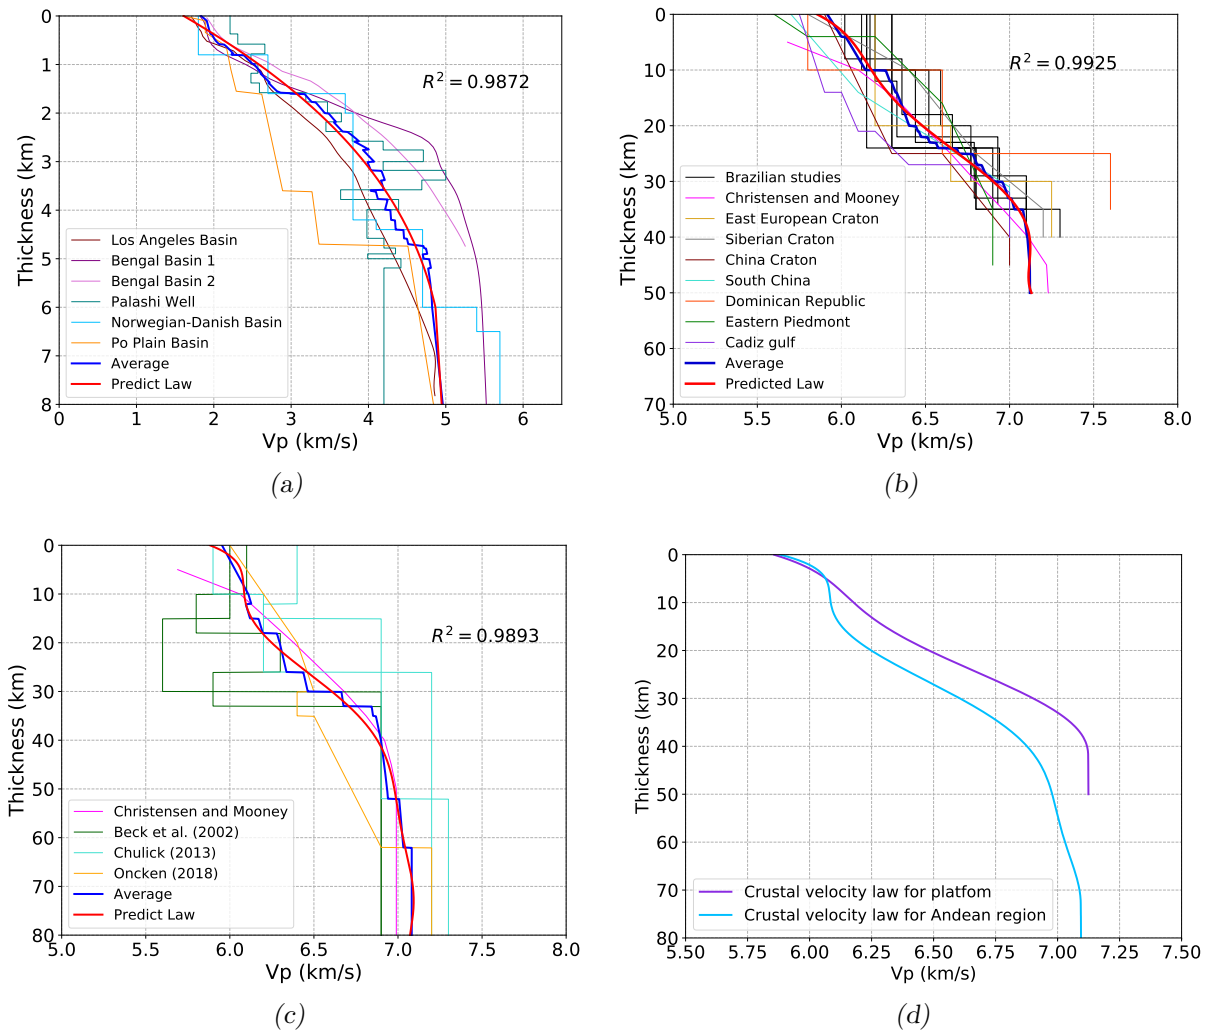 0
1
2
3
4
5
6
7
8
0
1
2
3
4
5
6
Thickness (km)
Vp (km/s)
R² = 0.9872
Los Angeles Basin
Bengal Basin 1
Bengal Basin 2
Palashi Well
Norwegian-Danish Basin
Po Plain Basin
Average
Predict Law
(a)
0
10
20
30
40
50
60
70
5.0
5.5
6.0
6.5
7.0
7.5
8.0
Thickness (km)
Vp (km/s)
R² = 0.9925
Brazilian studies
Christensen and Mooney
East European Craton
Siberian Craton
China Craton
South China
Dominican Republic
Eastern Piedmont
Cadiz gulf
Average
Predicted Law
(b)
0
10
20
30
40
50
60
70
80
5.0
5.5
6.0
6.5
7.0
7.5
8.0
Thickness (km)
Vp (km/s)
R² = 0.9893
Christensen and Mooney
Beck et al. (2002)
Chulick (2013)
Oncken (2018)
Average
Predict Law
(c)
0
10
20
30
40
50
60
70
80
5.50
5.75
6.00
6.25
6.50
6.75
7.00
7.25
7.50
Thickness (km)
Vp (km/s)
Crustal velocity law for platfom
Crustal velocity law for Andean region
(d)